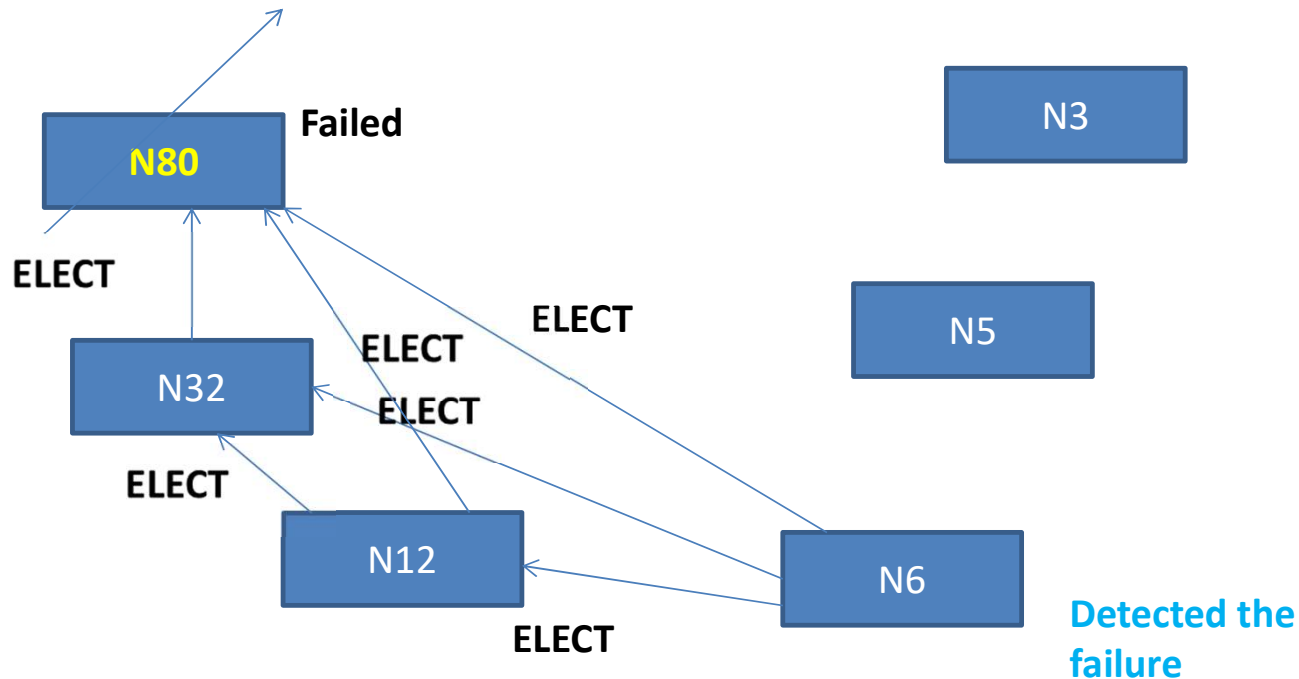 N3
Failed
N80
ELECT
ELECT
N5
ELECT
N32
ELECT
ELECT
N12
N6
ELECT
Detected the
failure